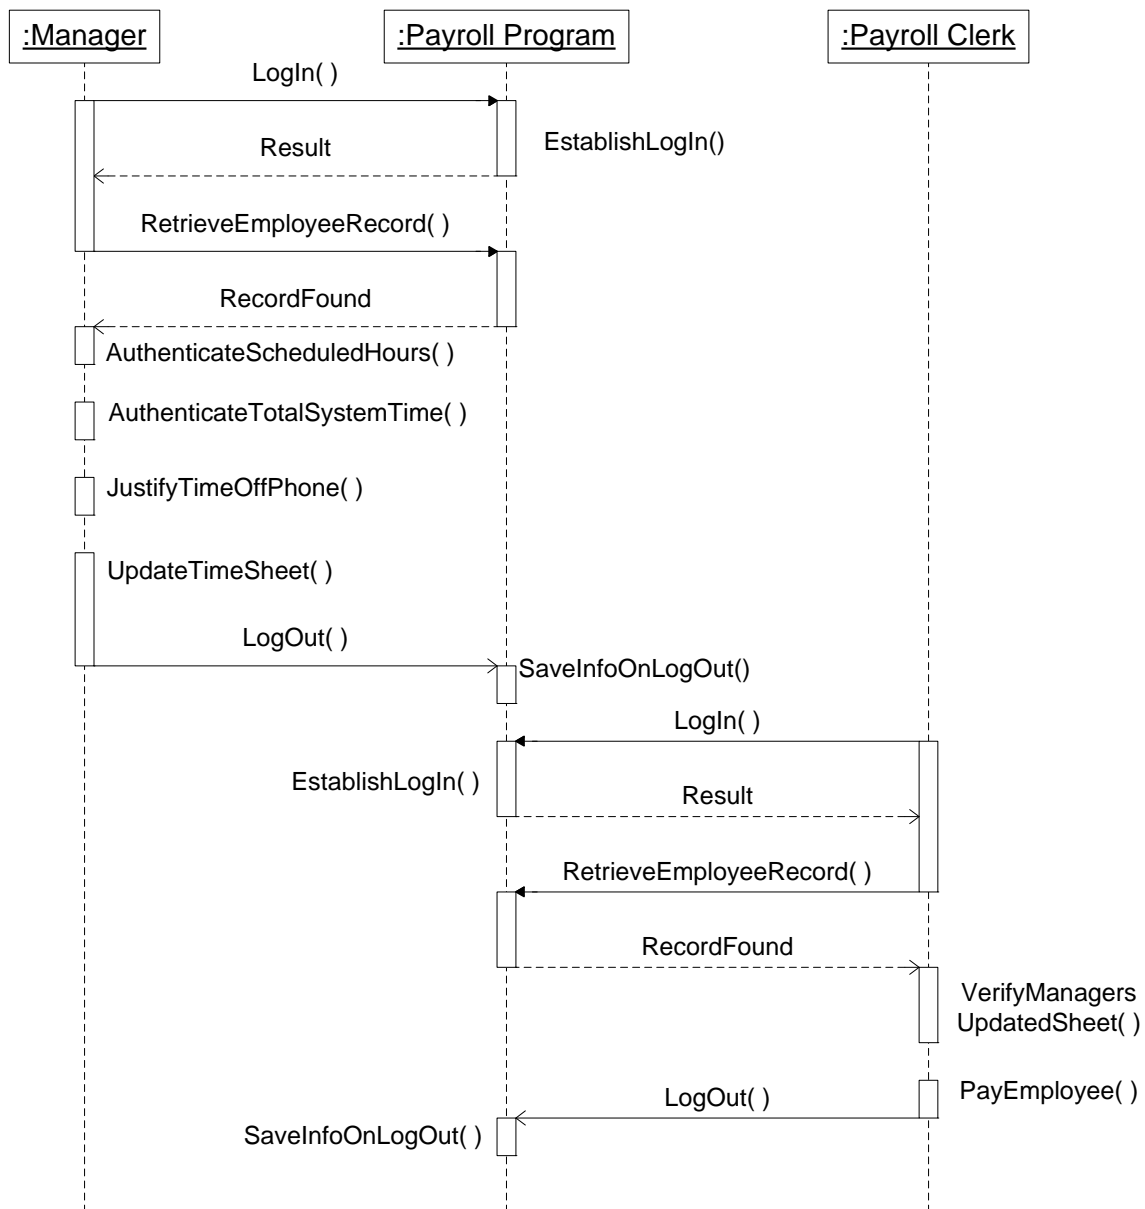 :Manager
:Payroll Program
:Payroll Clerk
LogIn( )
EstablishLogIn()
Result
RetrieveEmployeeRecord( )
RecordFound
AuthenticateScheduledHours( )
AuthenticateTotalSystemTime( )
JustifyTimeOffPhone( )
UpdateTimeSheet( )
LogOut( )
SaveInfoOnLogOut()
LogIn( )
EstablishLogIn( )
Result
RetrieveEmployeeRecord( )
RecordFound
VerifyManagers
UpdatedSheet( )
PayEmployee( )
LogOut( )
SaveInfoOnLogOut( )